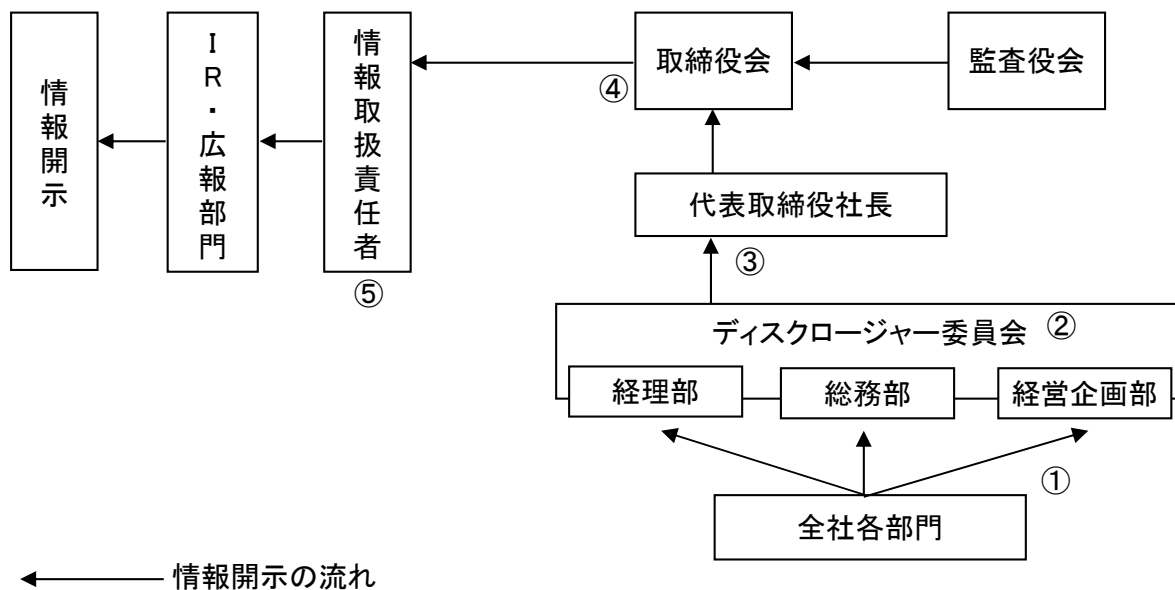 情報開示
IR・広報部門
情報取扱責任者
⑤
取締役会
④
監査役会
代表取締役社長
③
ディスクロージャー委員会 ②
経理部
総務部
経営企画部
①
全社各部門
情報開示の流れ